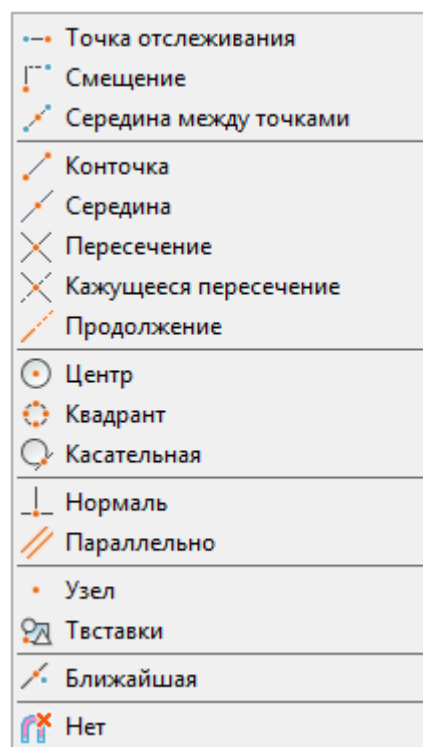 Точка отслеживания
Смещение
Середина между точками
Конточка
Середина
Пересечение
Кажущееся пересечение
Продолжение
Центр
Квадрант
Касательная
Нормаль
Параллельно
Узел
Твставки
Ближайшая
Нет